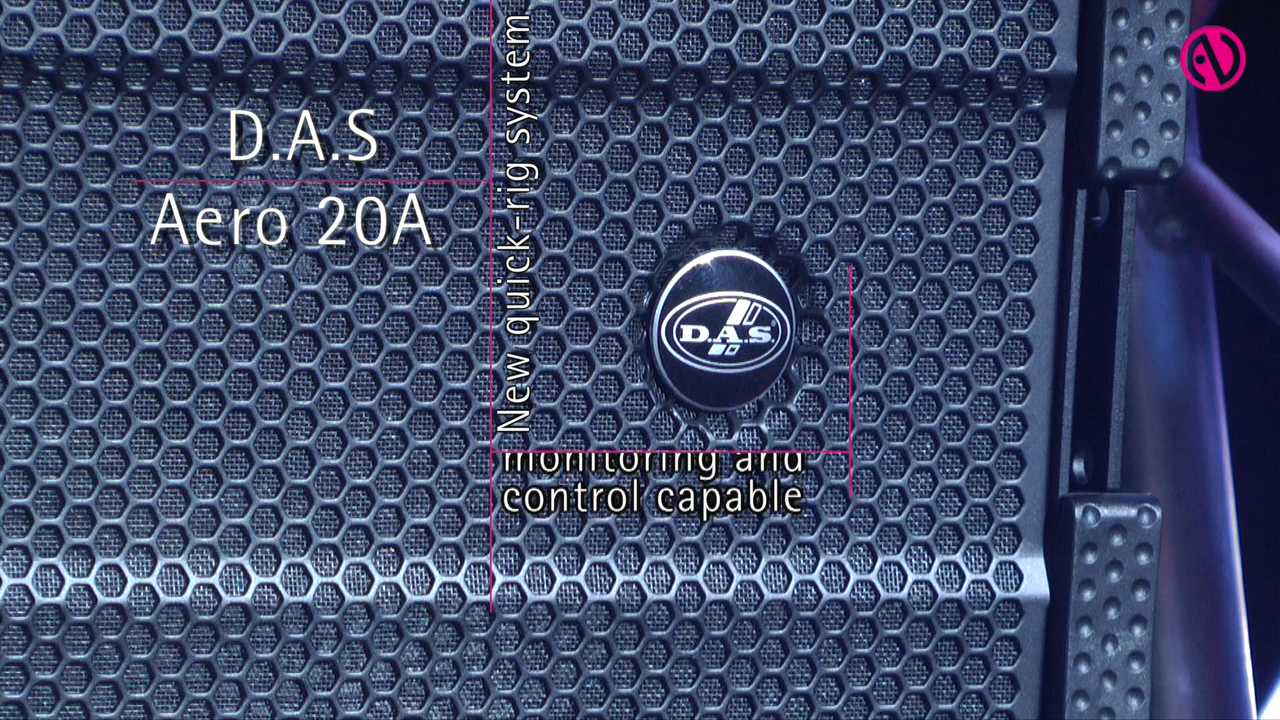 D.A.S
Aero 20A
New quick-rig system
D.A.S.
monitoring and
control capable